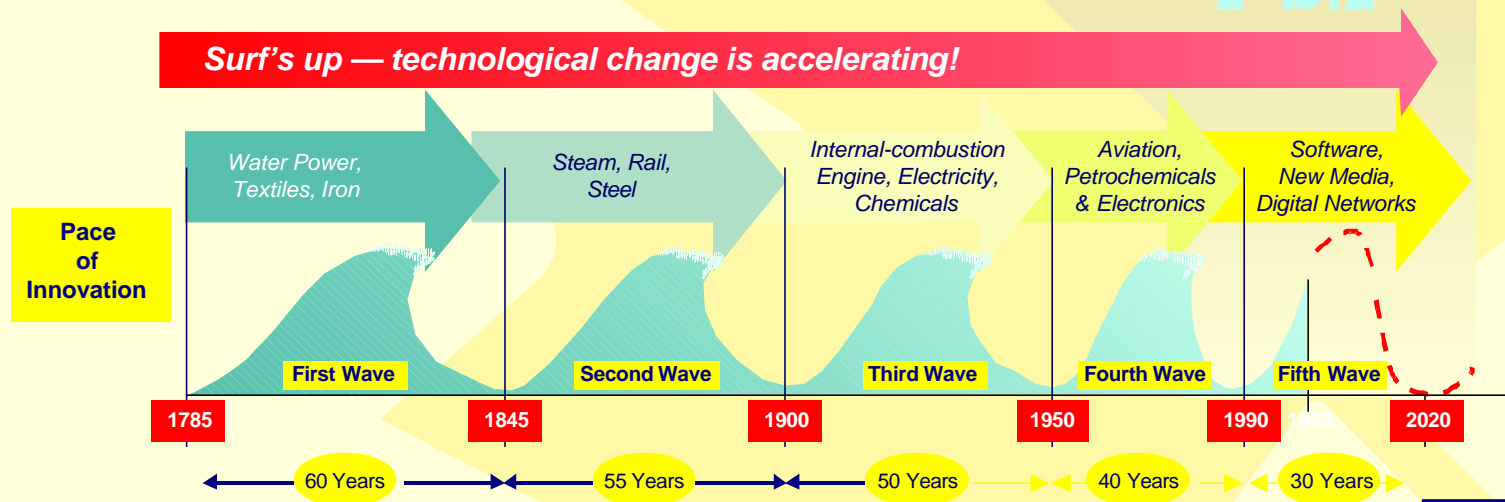 Surf's up — technological change is accelerating!
Water Power,
Textiles, Iron
Steam, Rail,
Steel
Internal-combustion
Engine, Electricity,
Chemicals
Aviation,
Petrochemicals
& Electronics
Software,
New Media,
Digital Networks
Pace
of
Innovation
First Wave
Second Wave
Third Wave
Fourth Wave
Fifth Wave
1785
1845
1900
1950
1990
1999
2020
60 Years
55 Years
50 Years
40 Years
30 Years